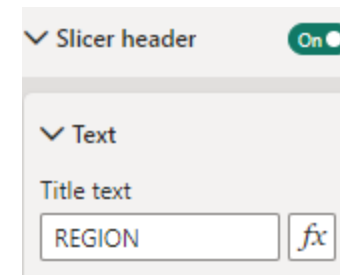 Slicer header
On
Text
Title text
REGION
fx